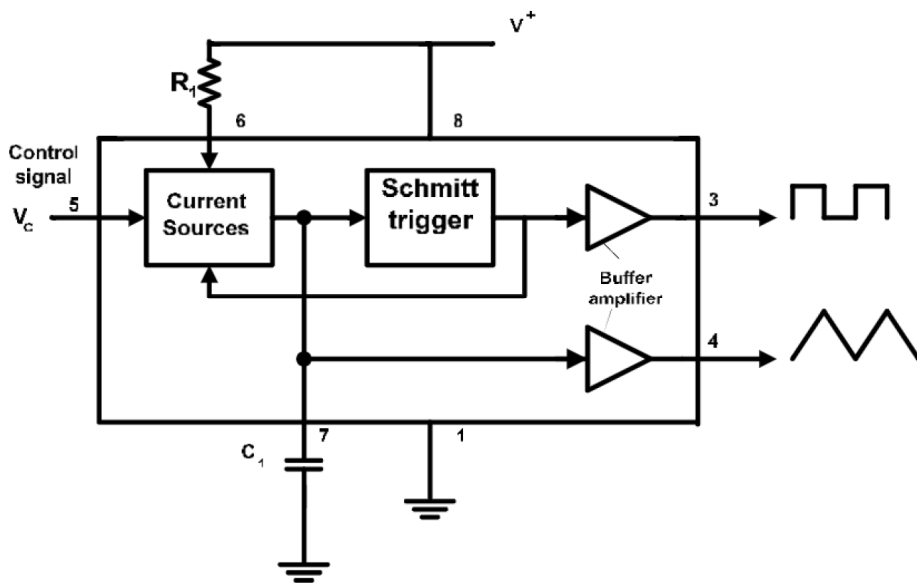 V+
R1
6
8
Control
signal
5
Vc
Current
Sources
Schmitt
trigger
3
Buffer
amplifier
4
7
1
C1